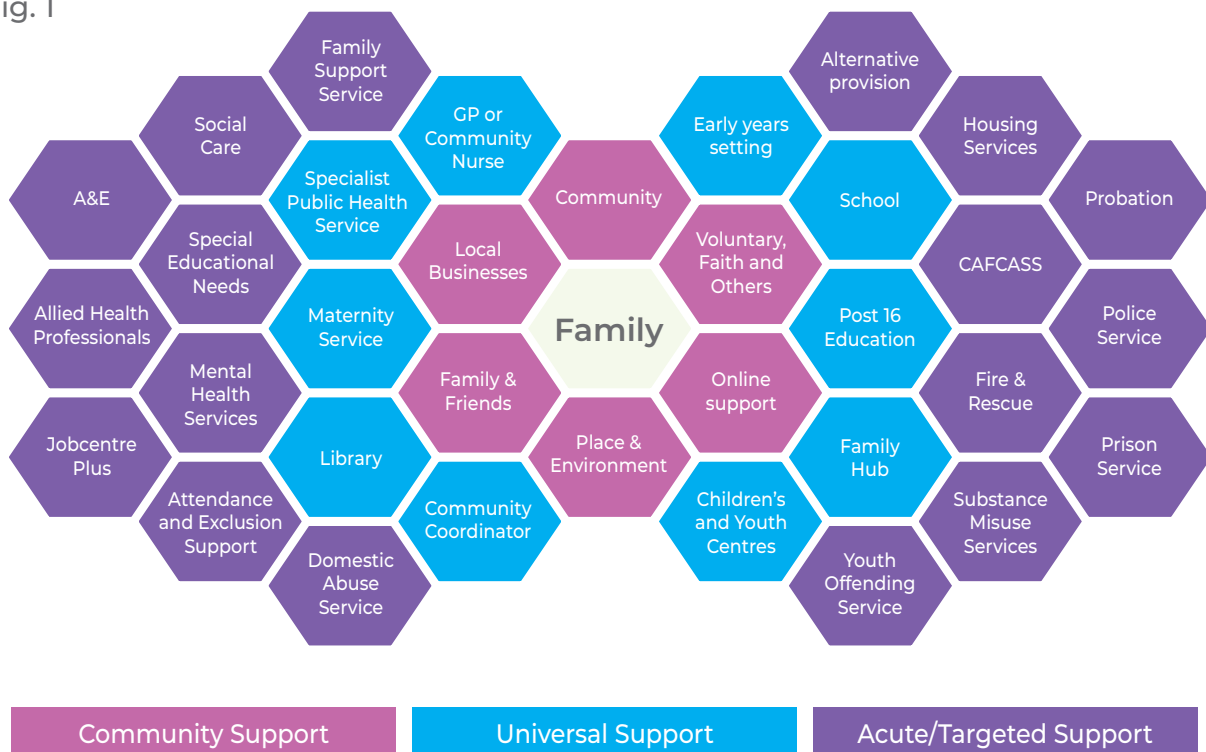 ig. 1
Family
Support
Service
Alternative
provision
Social
Care
GP or
Community
Nurse
Early years
setting
Housing
Services
A&E
Specialist
Public Health
Service
Community
School
Probation
Special
Educational
Needs
Local
Businesses
Voluntary,
Faith and
Others
CAFCASS
Allied Health
Professionals
Maternity
Service
Family
Post 16
Education
Police
Service
Mental
Health
Services
Family &
Friends
Online
support
Fire &
Rescue
Jobcentre
Plus
Library
Place &
Environment
Family
Hub
Prison
Service
Attendance
and Exclusion
Support
Community
Coordinator
Children's
and Youth
Centres
Substance
Misuse
Services
Domestic
Abuse
Service
Youth
Offending
Service
Community Support
Universal Support
Acute/Targeted Support